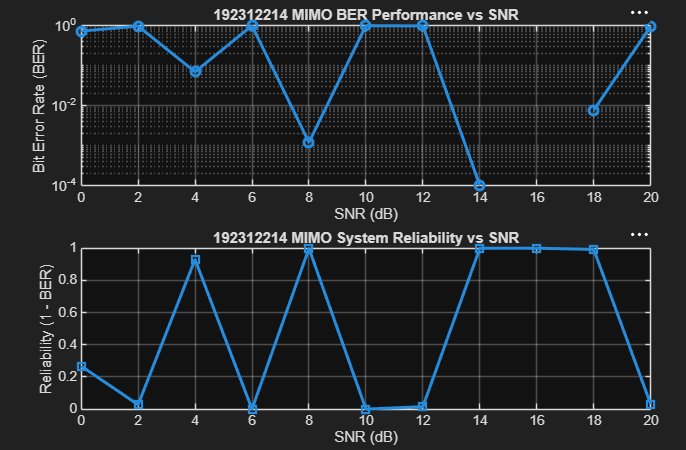 192312214 MIMO BER Performance vs SNR
Bit Error Rate (BER)
10^0
10^-2
10^-4
0 2 4 6 8 10 12 14 16 18 20
SNR (dB)
192312214 MIMO System Reliability vs SNR
Reliability (1 - BER)
1
0.8
0.6
0.4
0.2
0
0 2 4 6 8 10 12 14 16 18 20
SNR (dB)